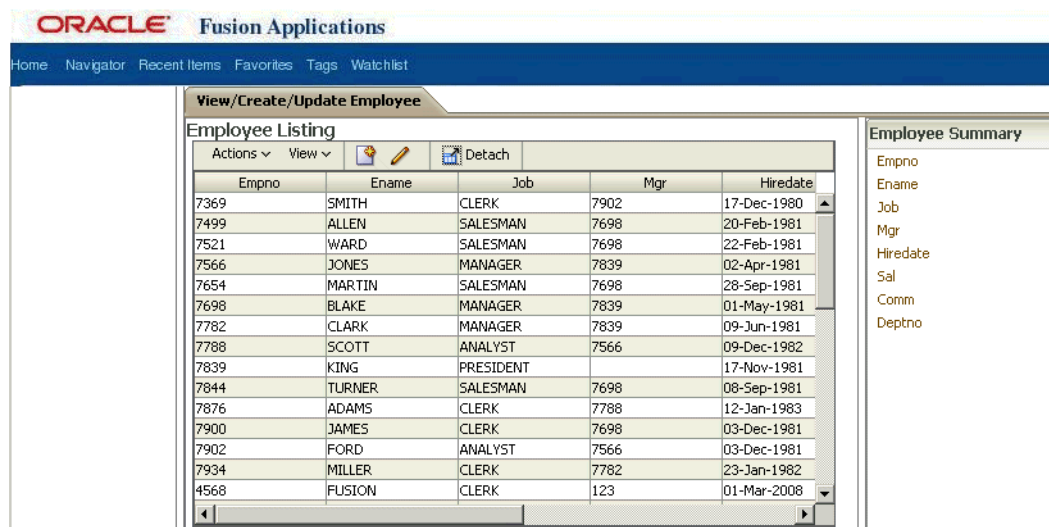 ORACLE Fusion Applications
Home Navigator Recent Items Favorites Tags Watchlist
View/Create/Update Employee
Employee Listing
Actions View Detach
Empno Ename Job Mgr Hiredate
7369 SMITH CLERK 7902 17-Dec-1980
7499 ALLEN SALESMAN 7698 20-Feb-1981
7521 WARD SALESMAN 7698 22-Feb-1981
7566 JONES MANAGER 7839 02-Apr-1981
7654 MARTIN SALESMAN 7698 28-Sep-1981
7698 BLAKE MANAGER 7839 01-May-1981
7782 CLARK MANAGER 7839 09-Jun-1981
7788 SCOTT ANALYST 7566 09-Dec-1982
7839 KING PRESIDENT 17-Nov-1981
7844 TURNER SALESMAN 7698 08-Sep-1981
7876 ADAMS CLERK 7788 12-Jan-1983
7900 JAMES CLERK 7698 03-Dec-1981
7902 FORD ANALYST 7566 03-Dec-1981
7934 MILLER CLERK 7782 23-Jan-1982
4568 FUSION CLERK 123 01-Mar-2008
Employee Summary
Empno
Ename
Job
Mgr
Hiredate
Sal
Comm
Deptno